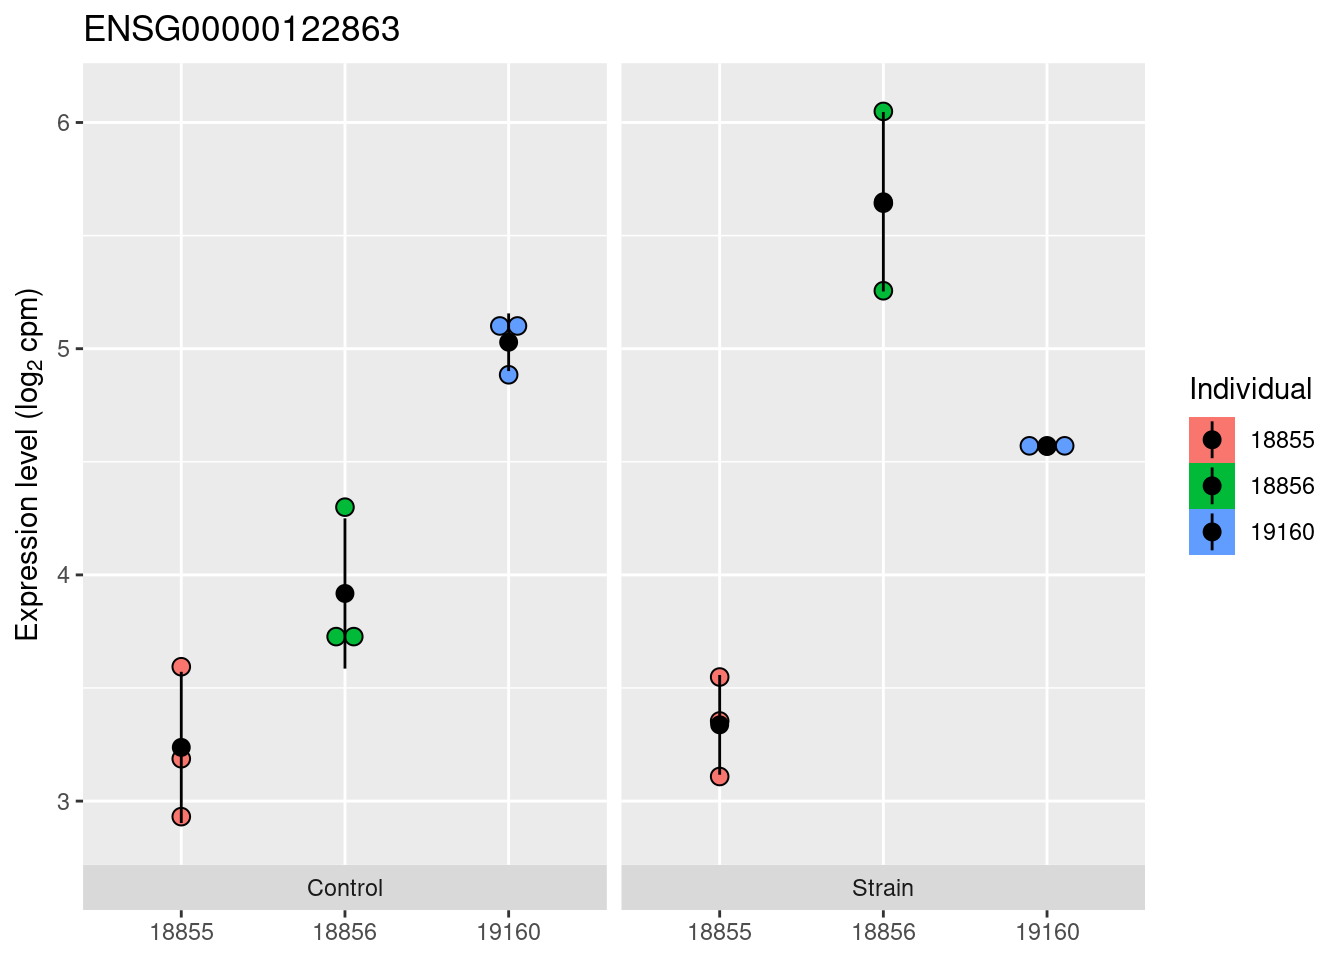 ENSG00000122863
Expression level (log₂ cpm)
6
5
4
3
Control
Strain
18855
18856
19160
18855
18856
19160
Individual
18855
18856
19160